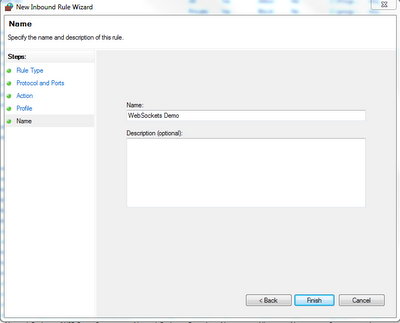 New Inbound Rule Wizard
Name
Specify the name and description of this rule.
Steps:
Rule Type
Protocol and Ports
Action
Profile
Name
Name:
WebSockets Demo
Description (optional):
< Back
Finish
Cancel